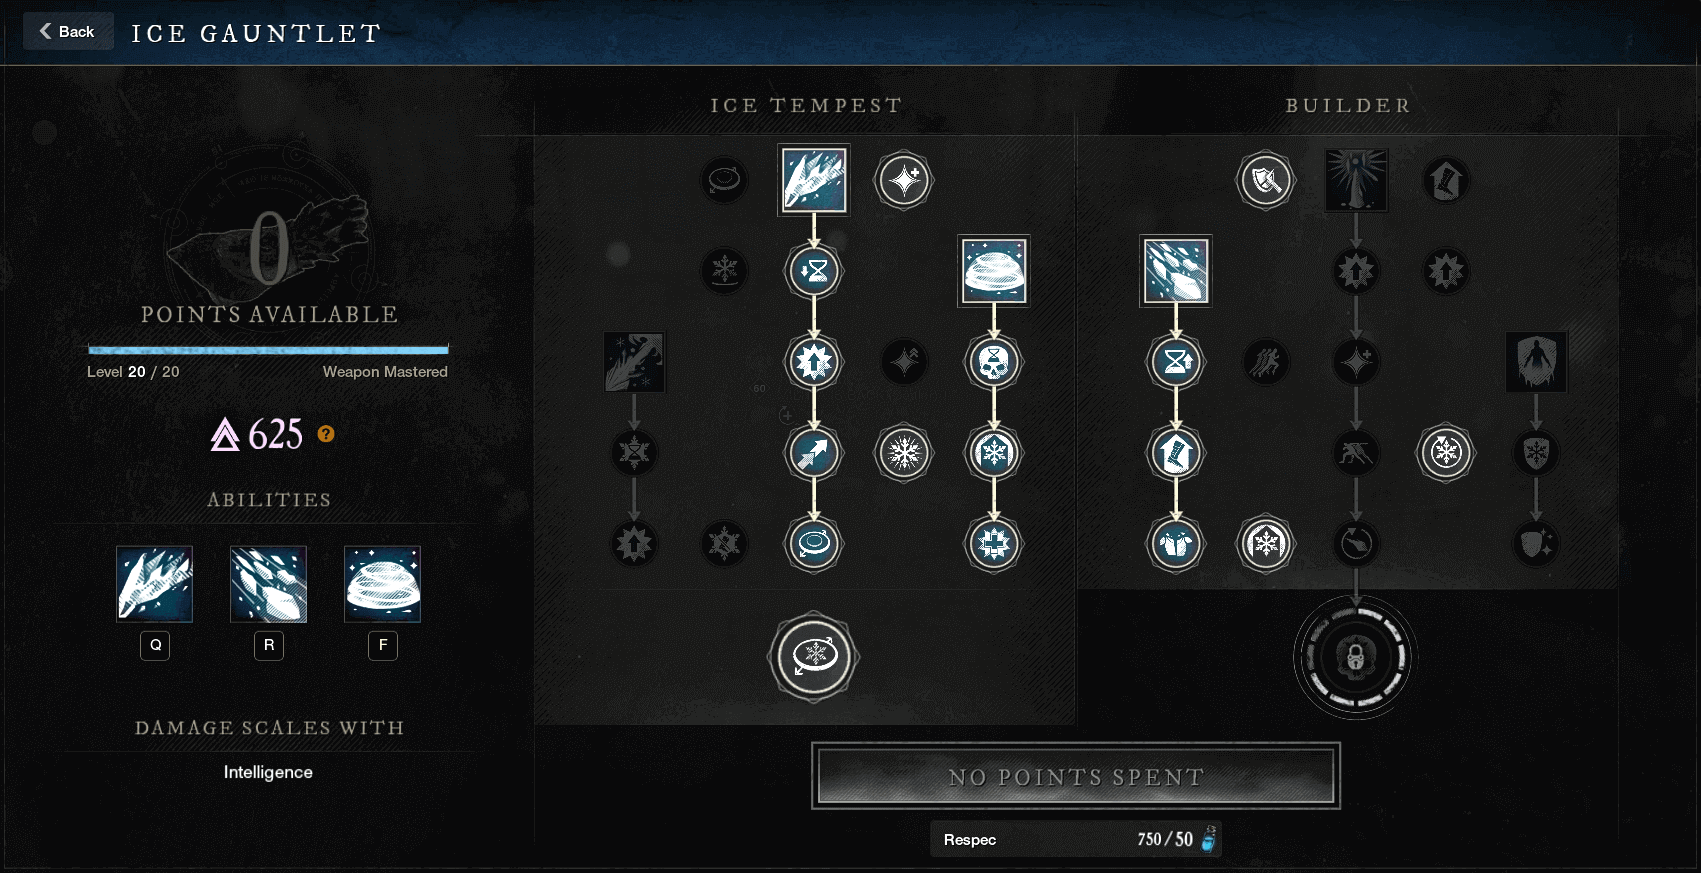 Back
ICE GAUNTLET
ICE TEMPEST
BUILDER
0
POINTS AVAILABLE
Level 20 / 20
Weapon Mastered
625 ?
ABILITIES
Q
R
F
DAMAGE SCALES WITH
Intelligence
NO POINTS SPENT
Respec
750 / 50